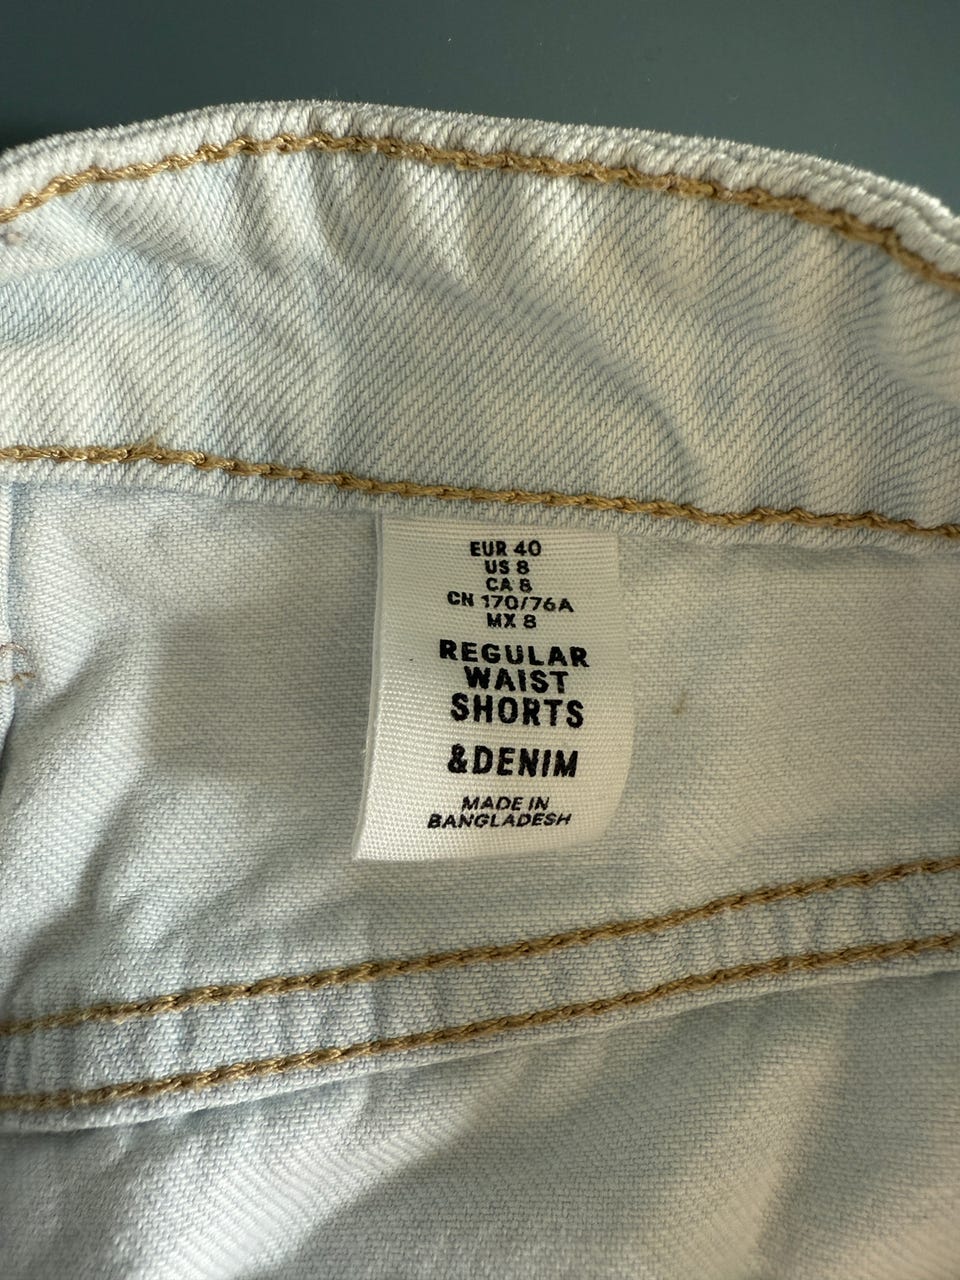 EUR 40
US 8
CA 8
CN 170/76A
MX 8
REGULAR
WAIST
SHORTS
&DENIM
MADE IN
BANGLADESH